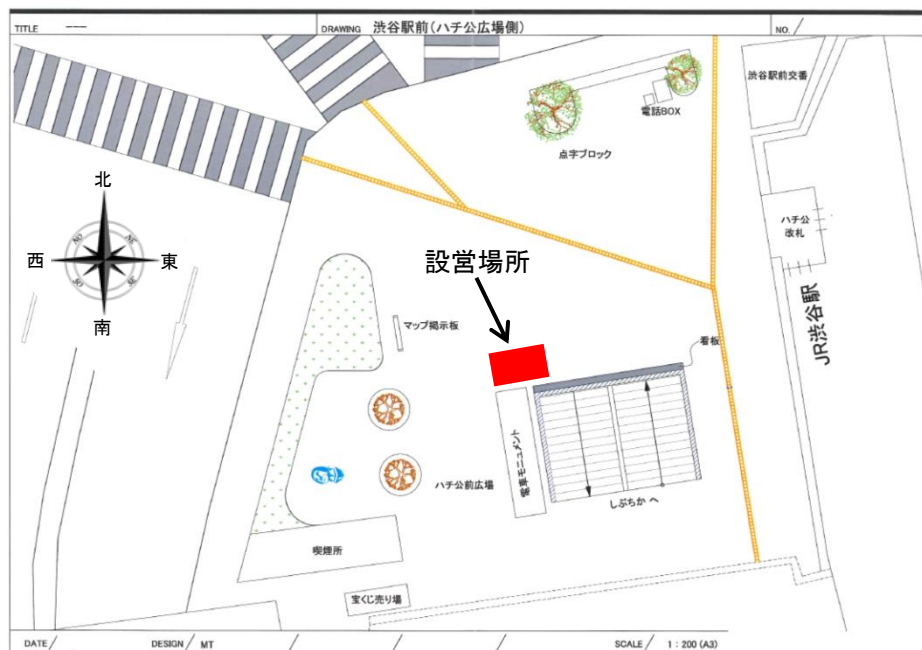 TITLE ---
DRAWING 渋谷駅前(ハチ公広場側)
NO.
渋谷駅前交番
電話BOX
点字ブロック
北
西
東
南
ハチ公
改札
設営場所
JR渋谷駅
マップ掲示板
看板
電車モニュメント
ハチ公前広場
しぶちか へ
喫煙所
宝くじ売り場
DATE
DESIGN MT
SCALE 1:200 (A3)